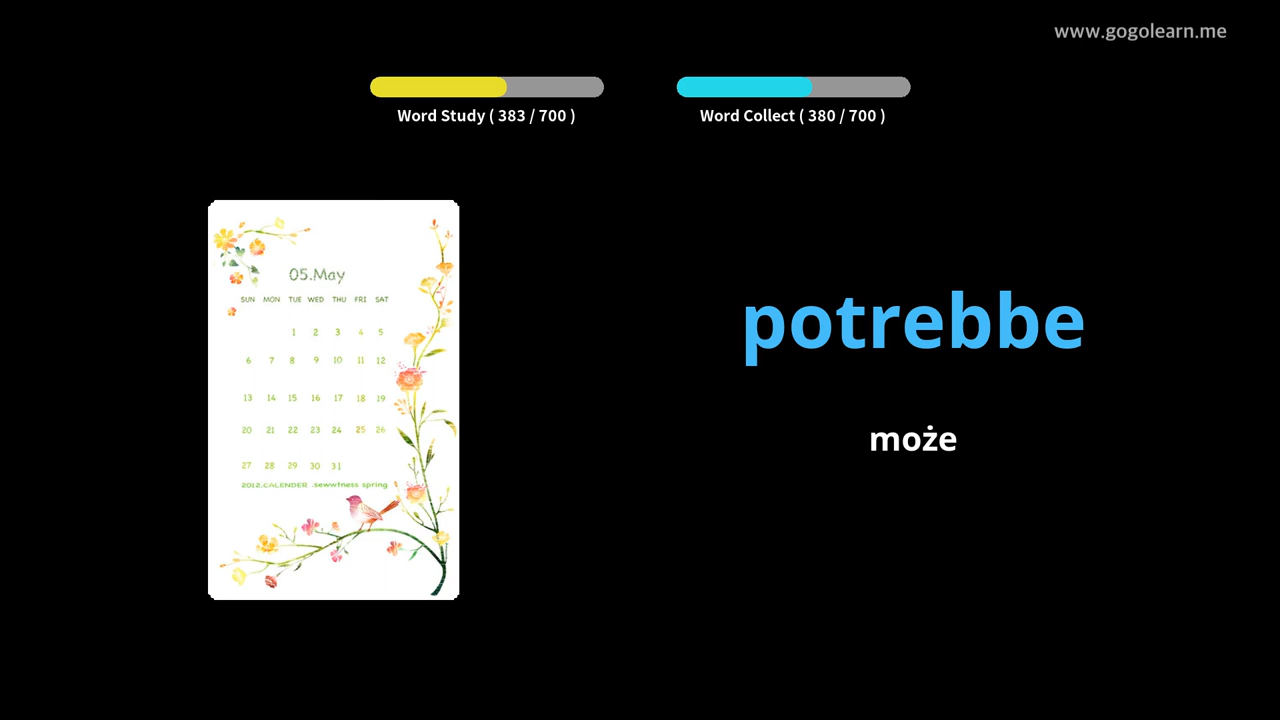 www.gogolearn.me
Word Study ( 383 / 700 )
Word Collect ( 380 / 700 )
05.May
SUN MON TUE WED THU FRI SAT
1 2 3 4 5
6 7 8 9 10 11 12
13 14 15 16 17 18 19
20 21 22 23 24 25 26
27 28 29 30 31
2012.CALENDER .sewwtness spring
potrebbe
może